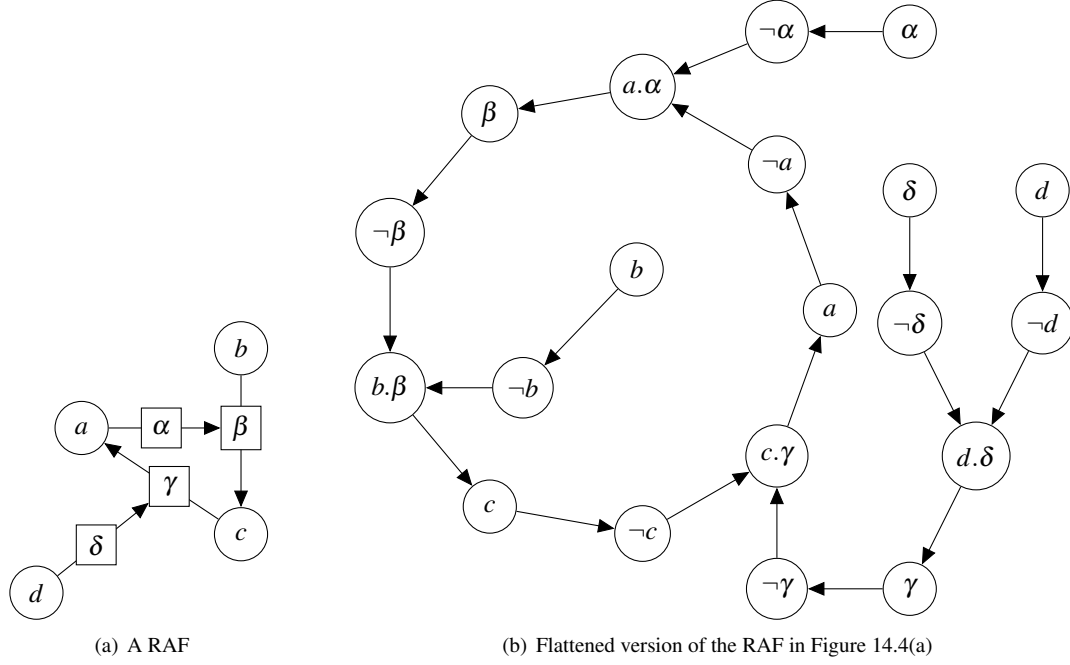 ¬α
α
a.α
β
¬a
δ
d
¬β
b
a
¬δ
¬d
b
b.β
¬b
a
α
β
c.γ
d.δ
γ
c
¬c
c
δ
d
¬γ
γ
(a) A RAF
(b) Flattened version of the RAF in Figure 14.4(a)